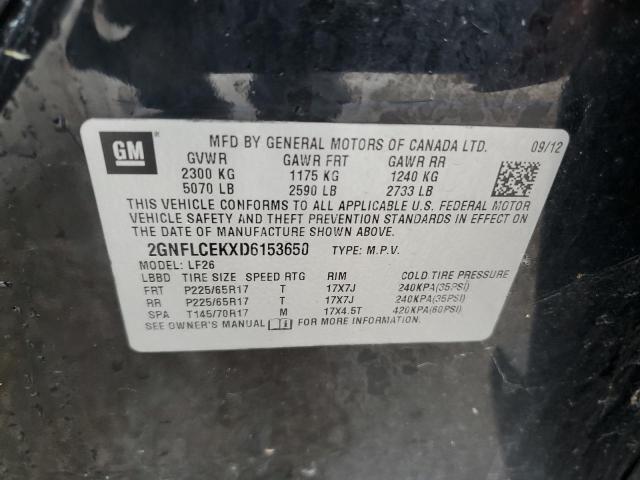 GM
MFD BY GENERAL MOTORS OF CANADA LTD. 09/12
GVWR GAWR FRT GAWR RR
2300 KG 1175 KG 1240 KG
5070 LB 2590 LB 2733 LB
THIS VEHICLE CONFORMS TO ALL APPLICABLE U.S. FEDERAL MOTOR
VEHICLE SAFETY AND THEFT PREVENTION STANDARDS IN EFFECT ON
THE DATE OF MANUFACTURE SHOWN ABOVE.
2GNFLCEKXD6153650 TYPE: M.P.V.
MODEL: LF26
LBBD TIRE SIZE SPEED RTG RIM COLD TIRE PRESSURE
FRT P225/65R17 T 17X7J 240KPA(35PSI)
RR P225/65R17 T 17X7J 240KPA(35PSI)
SPA T145/70R17 M 17X4.5T 420KPA(60PSI)
SEE OWNER'S MANUAL FOR MORE INFORMATION.